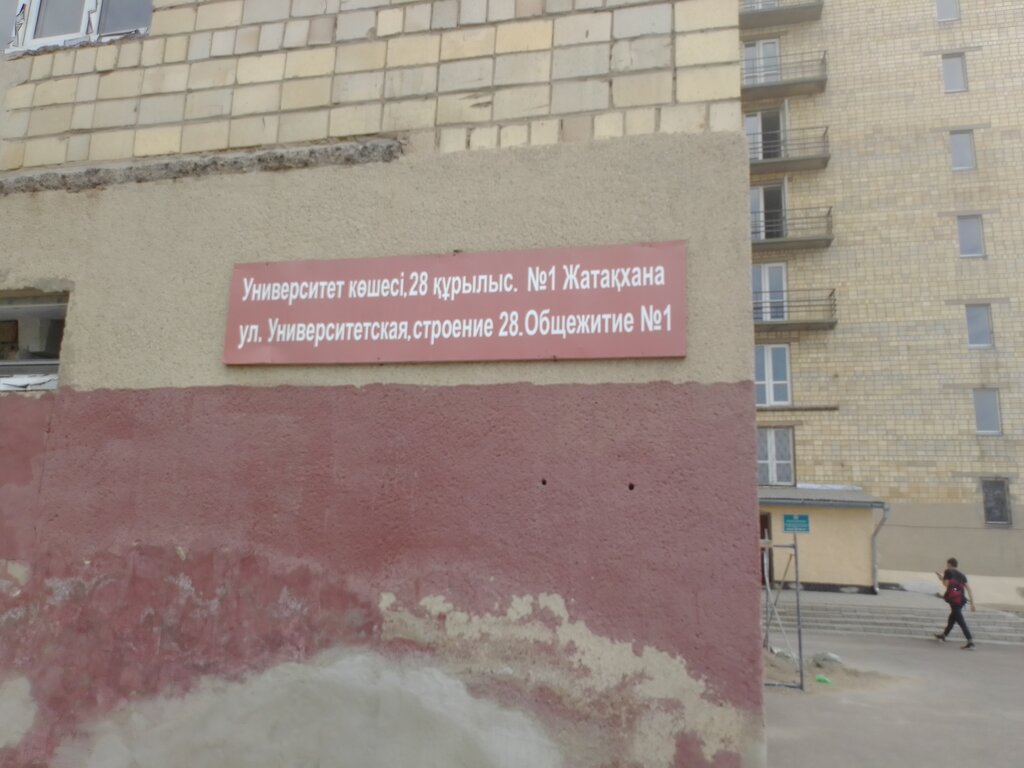 Университет көшесі,28 құрылыс. №1 Жатақхана
ул. Университетская,строение 28.Общежитие №1